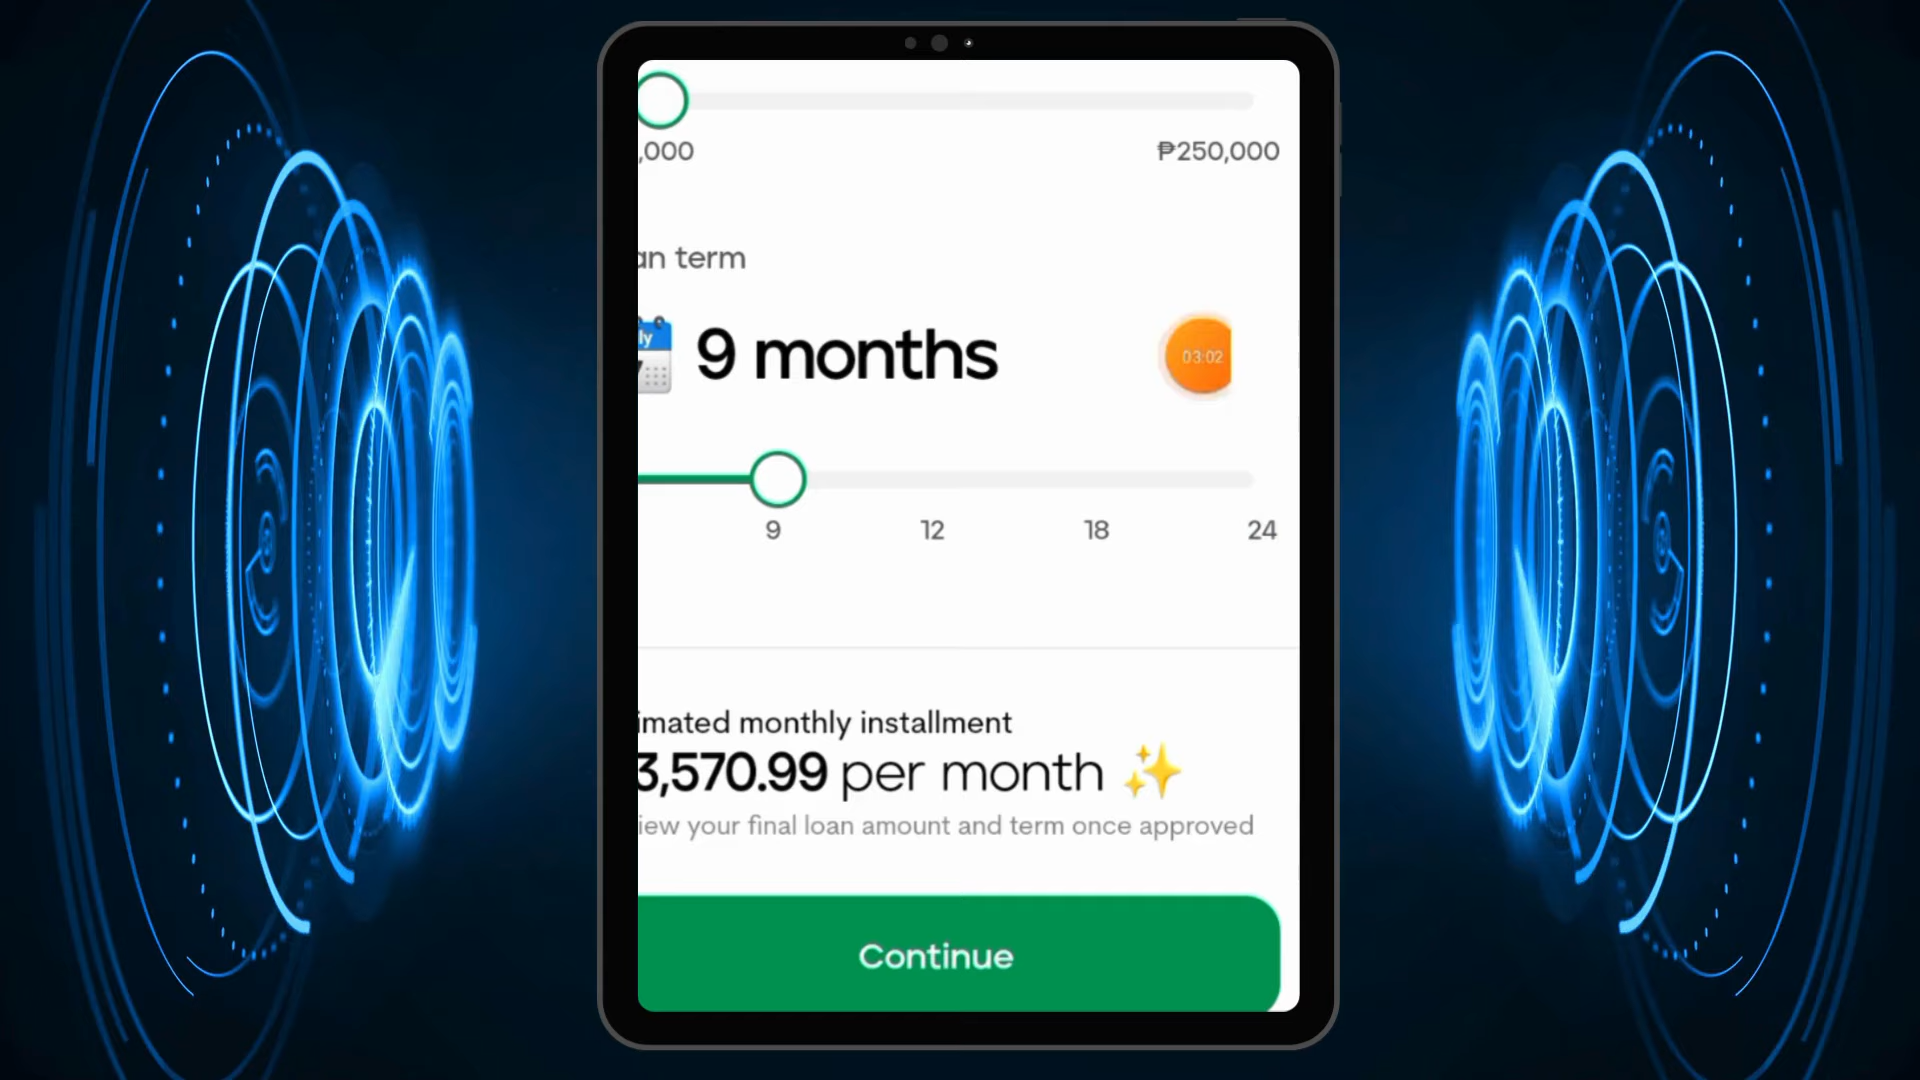 ,000 ₱250,000
an term
9 months
03:02
9 12 18 24
imated monthly installment
3,570.99 per month
iew your final loan amount and term once approved
Continue